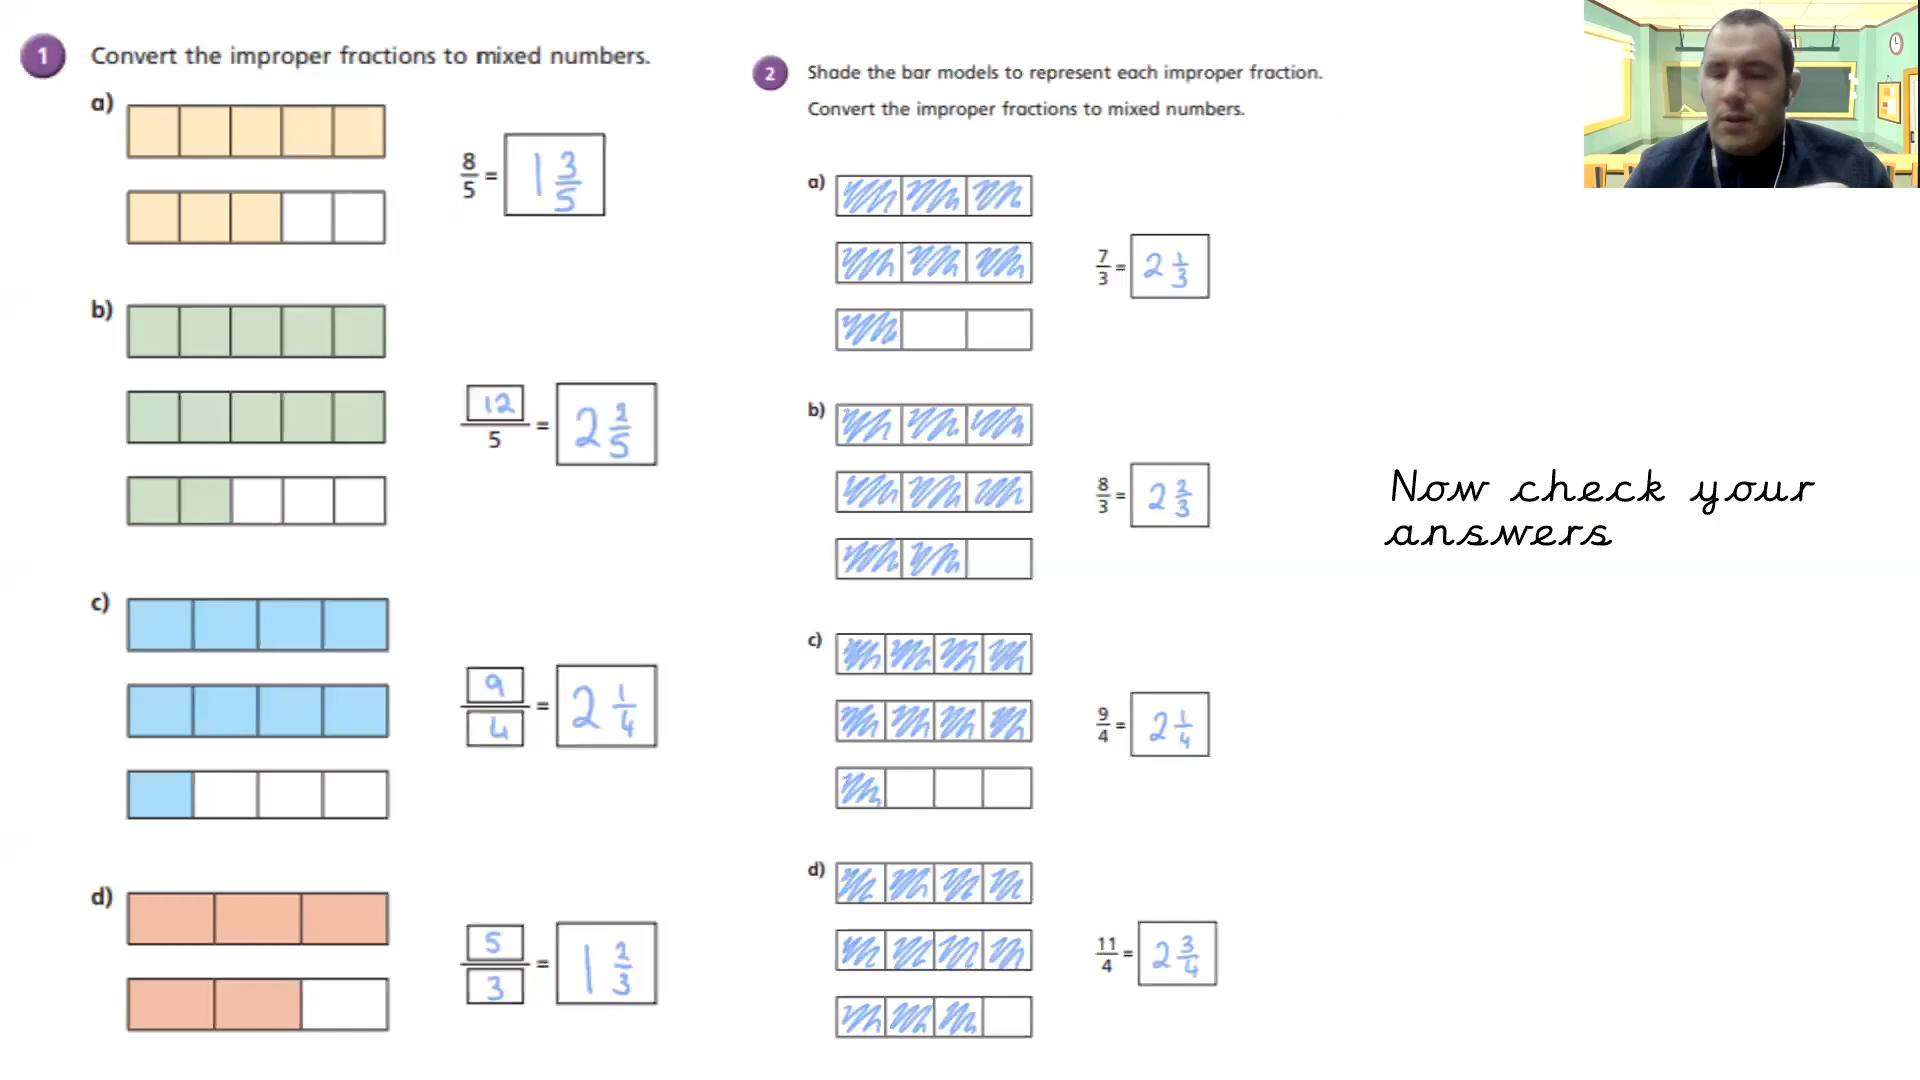 1 Convert the improper fractions to mixed numbers.
a)
8/5 = 1 3/5
b)
12/5 = 2 2/5
c)
9/4 = 2 1/4
d)
5/3 = 1 2/3
2 Shade the bar models to represent each improper fraction.
Convert the improper fractions to mixed numbers.
a)
7/3 = 2 1/3
b)
8/3 = 2 2/3
c)
9/4 = 2 1/4
d)
11/4 = 2 3/4
Now check your
answers